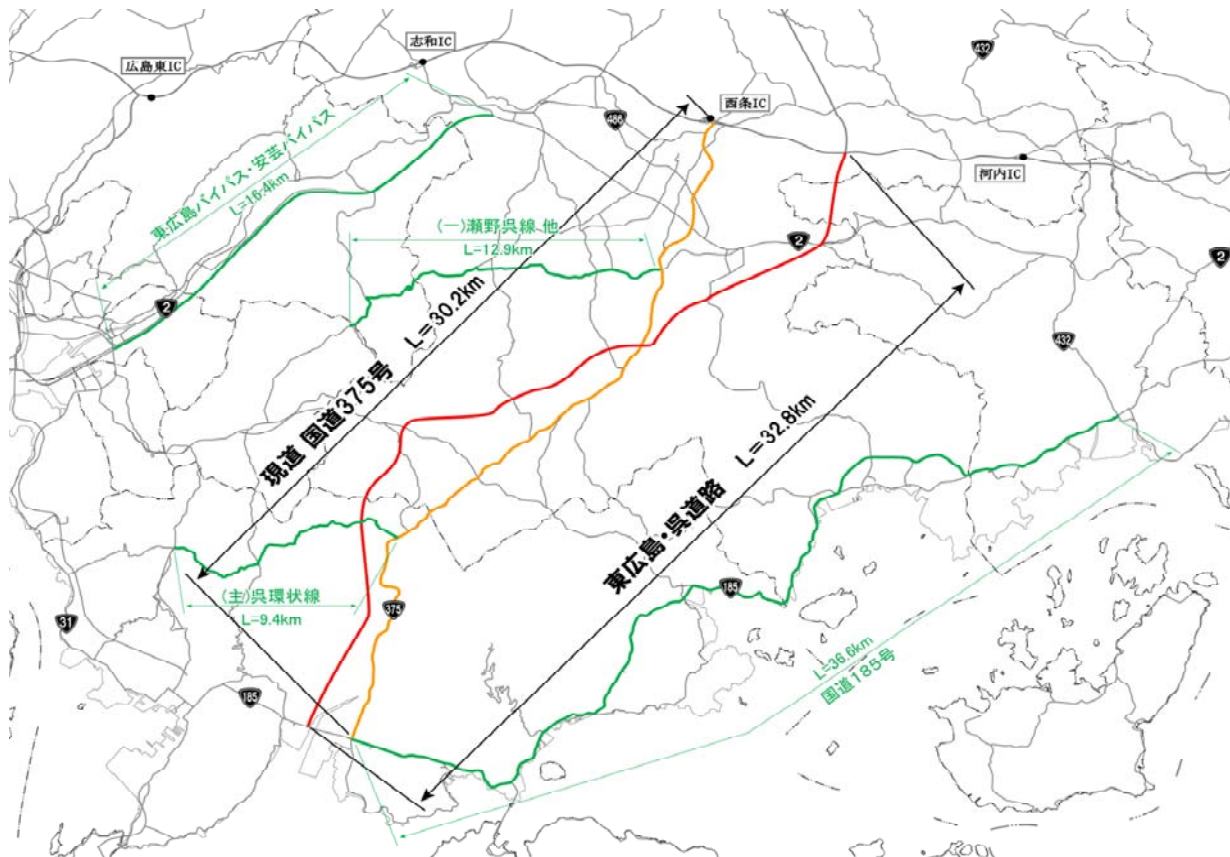 志和IC
広島東IC
432
西条IC
486
東広島バイパス・安芸バイパス
L=16.4km
河内IC
(一)瀬野呉線 他
L=12.9km
2
2
2
現道 国道375号 L=30.2km
432
東広島・呉道路 L=32.8km
(主)呉環状線
L=9.4km
375
185
31
185
L=36.6km
国道185号